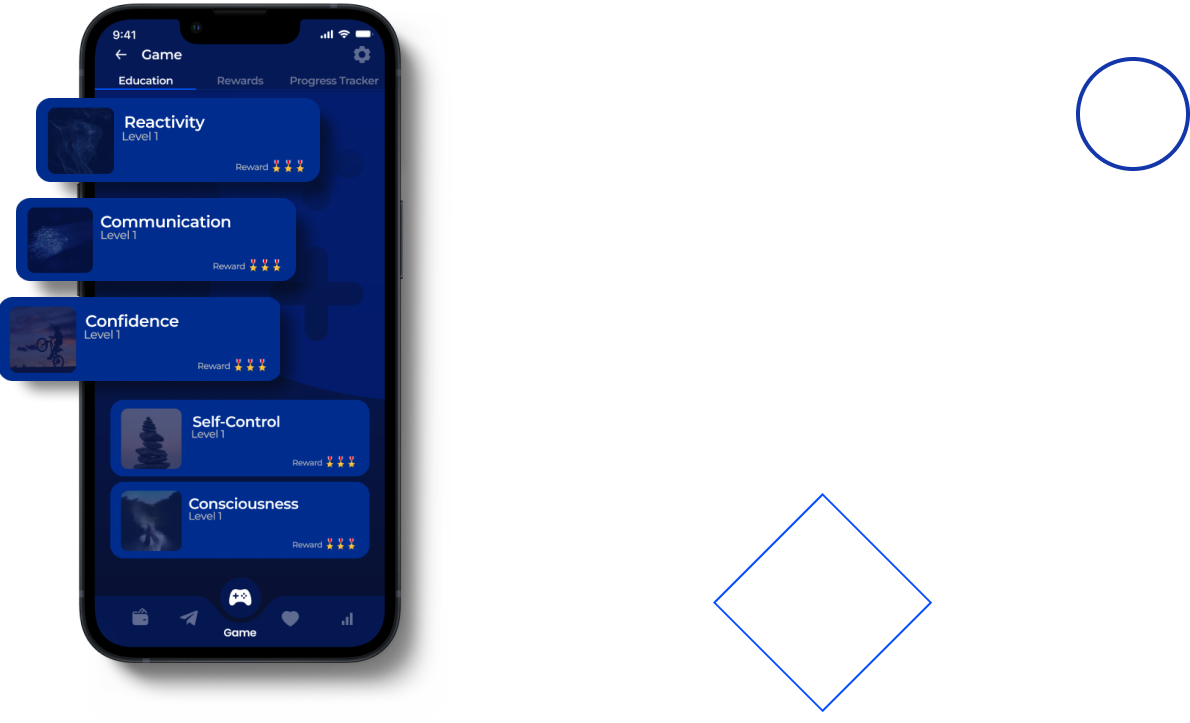 9:41
Game
Education Rewards Progress Tracker
Reactivity
Level 1
Reward
Communication
Level 1
Reward
Confidence
Level 1
Reward
Self-Control
Level 1
Reward
Consciousness
Level 1
Reward
Game